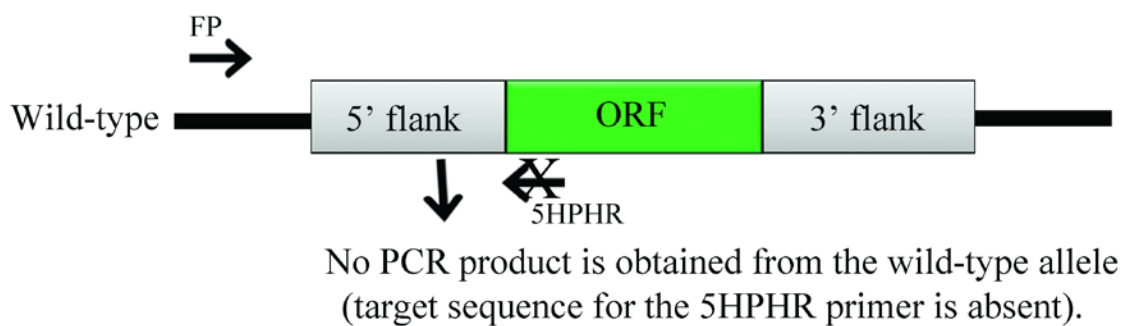 FP
Wild-type 5’ flank ORF 3’ flank
X
5HPHR
No PCR product is obtained from the wild-type allele
(target sequence for the 5HPHR primer is absent).